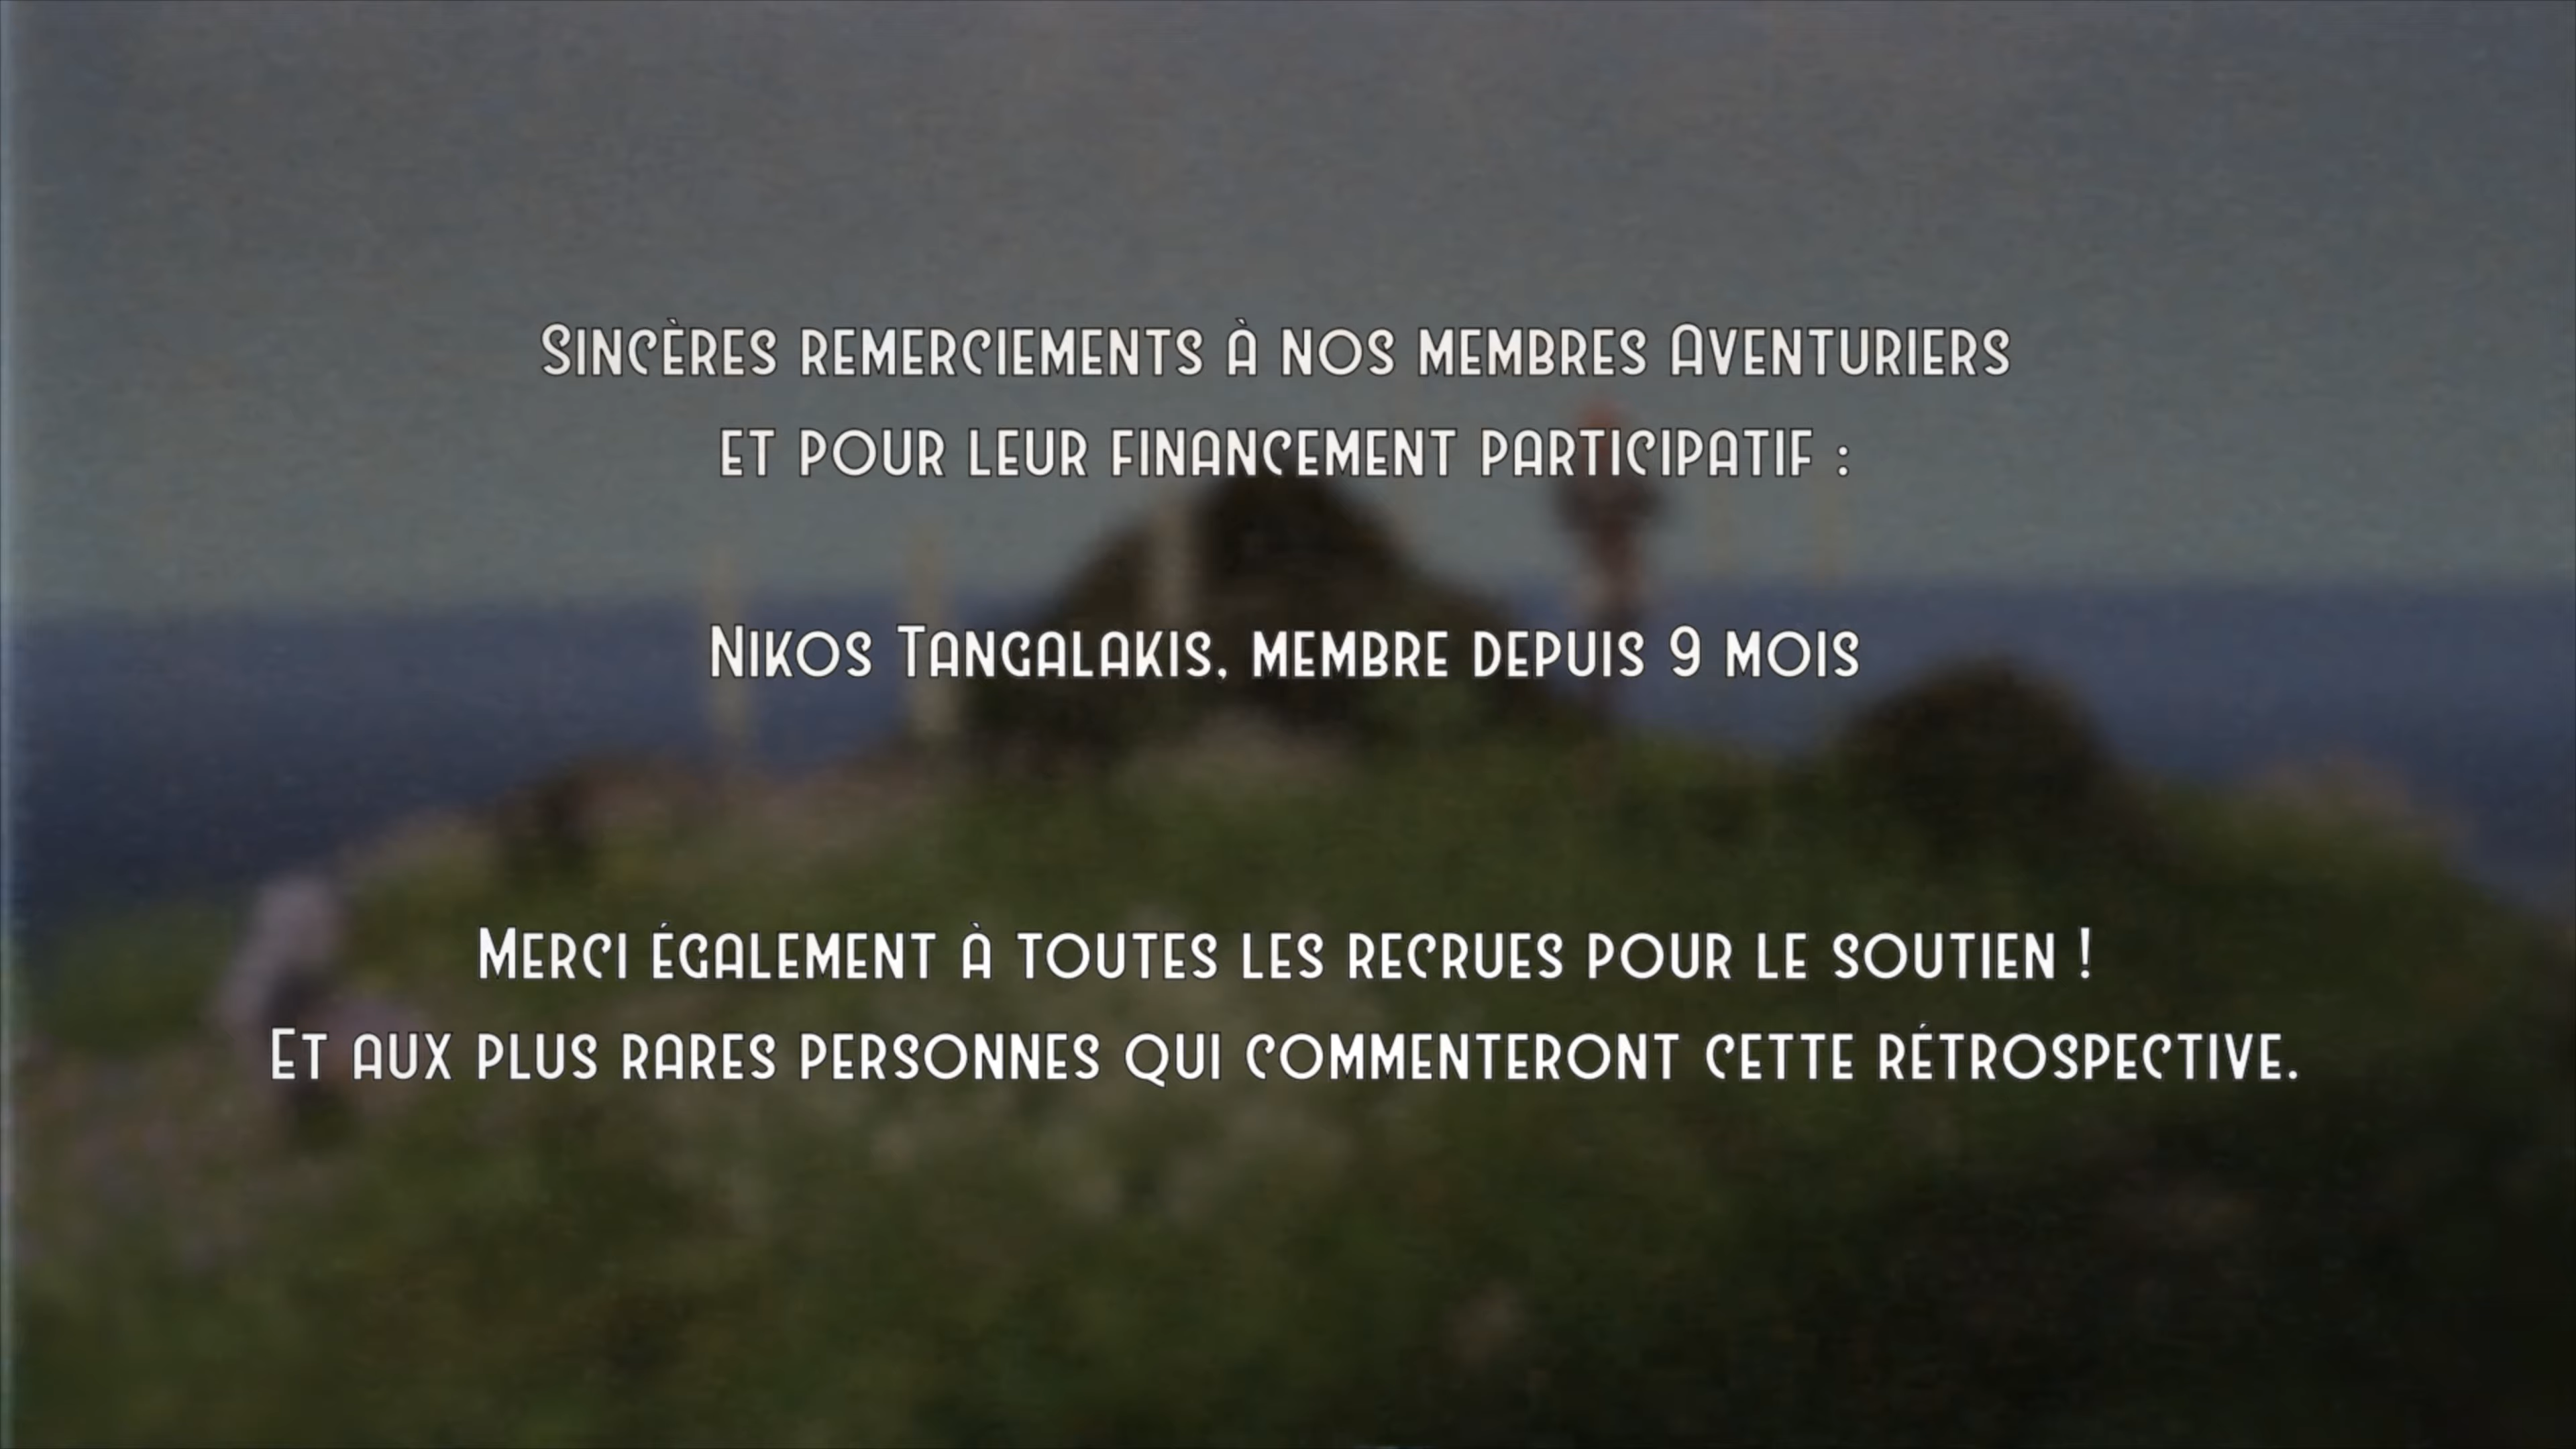 Sincères remerciements à nos membres Aventuriers
et pour leur financement participatif :
Nikos Tangalakis, membre depuis 9 mois
Merci également à toutes les recrues pour le soutien !
Et aux plus rares personnes qui commenteront cette rétrospective.